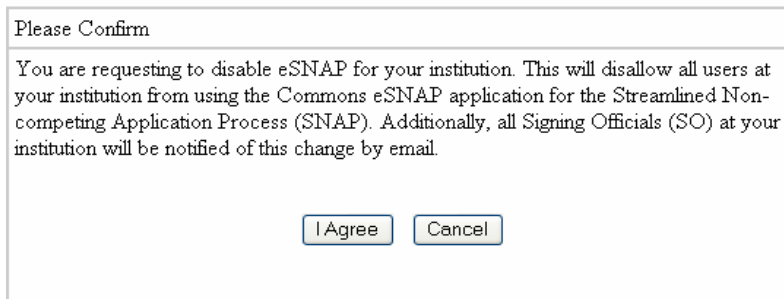 Please Confirm
You are requesting to disable eSNAP for your institution. This will disallow all users at
your institution from using the Commons eSNAP application for the Streamlined Non-
competing Application Process (SNAP). Additionally, all Signing Officials (SO) at your
institution will be notified of this change by email.
I Agree Cancel